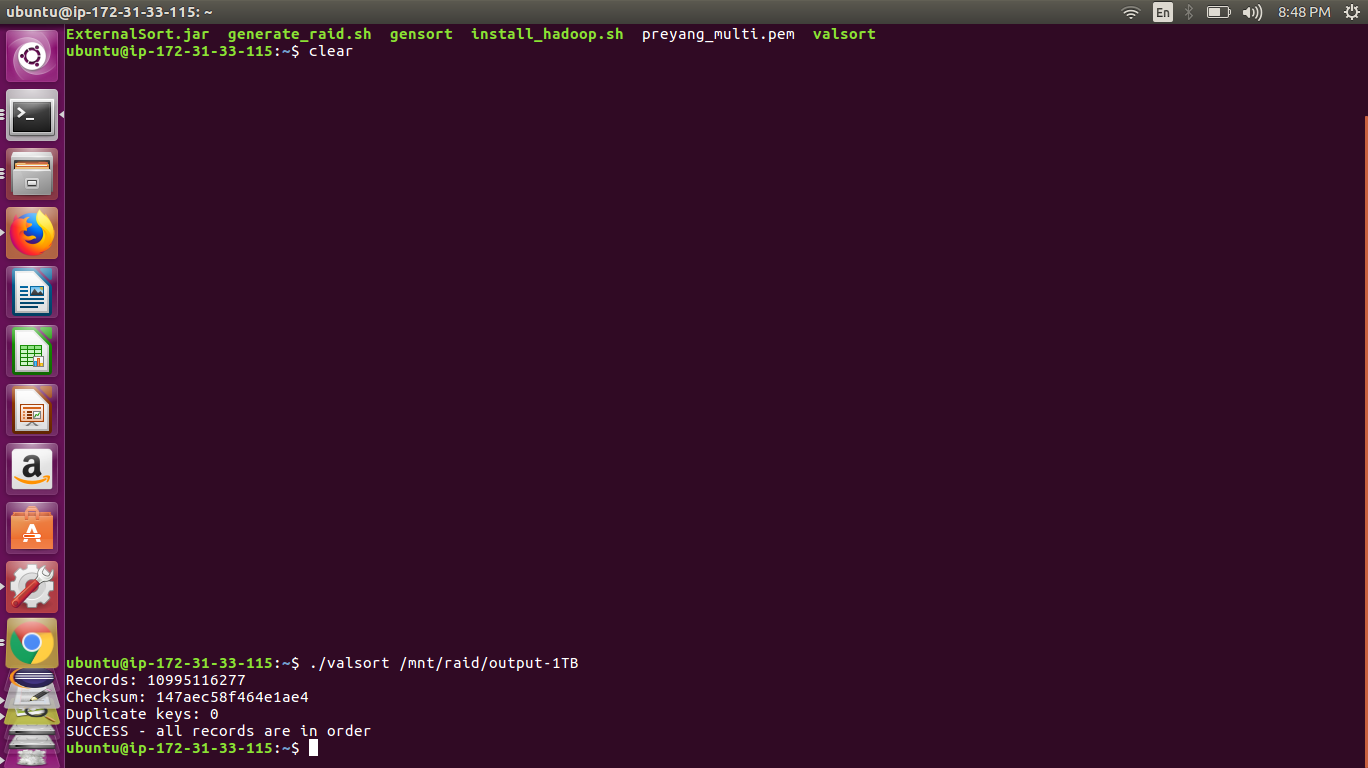 ubuntu@ip-172-31-33-115: ~
En
8:48 PM
ExternalSort.jar generate_raid.sh gensort install_hadoop.sh preyang_multi.pem valsort
ubuntu@ip-172-31-33-115:~$ clear
ubuntu@ip-172-31-33-115:~$ ./valsort /mnt/raid/output-1TB
Records: 10995116277
Checksum: 147aec58f464e1ae4
Duplicate keys: 0
SUCCESS - all records are in order
ubuntu@ip-172-31-33-115:~$